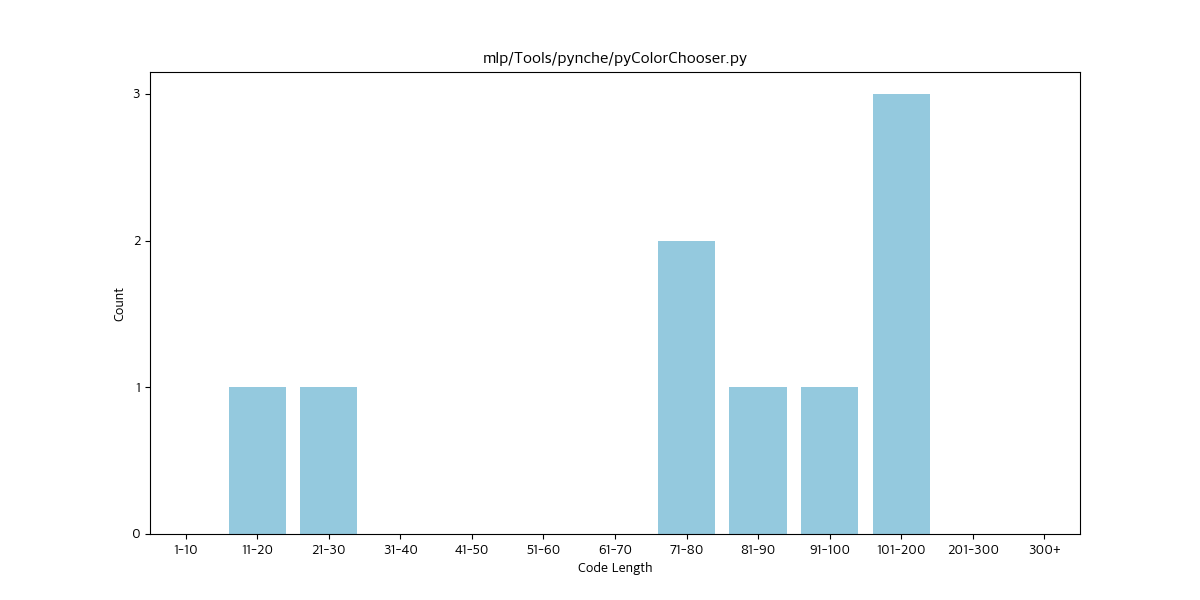 mlp/Tools/pynche/pyColorChooser.py
3
2
1
0
Count
1-10 11-20 21-30 31-40 41-50 51-60 61-70 71-80 81-90 91-100 101-200 201-300 300+
Code Length